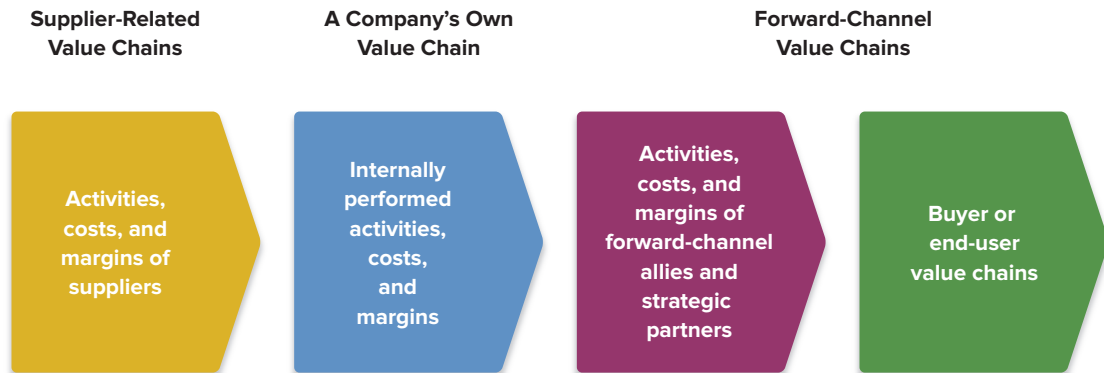 Supplier-Related
Value Chains
A Company’s Own
Value Chain
Forward-Channel
Value Chains
Activities,
costs, and
margins of
suppliers
Internally
performed
activities,
costs,
and
margins
Activities,
costs, and
margins of
forward-channel
allies and
strategic
partners
Buyer or
end-user
value chains